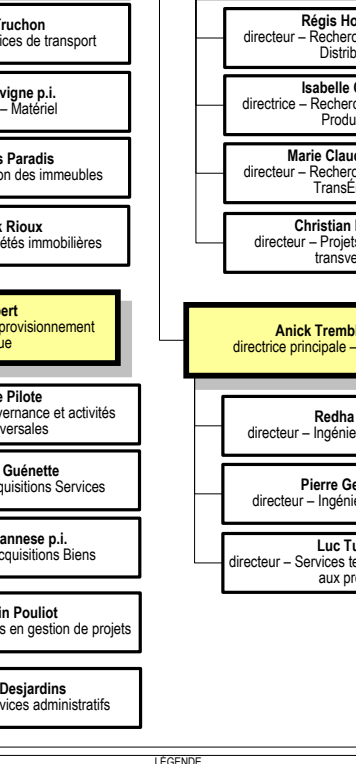 ruchon
ices de transport
vigne p.i.
– Matériel
s Paradis
on des immeubles
k Rioux
étés immobilières
ert
provisionnement
ue
e Pilote
vernance et activités
versales
Guénette
quisitions Services
annese p.i.
cquisitions Biens
in Pouliot
s en gestion de projets
Desjardins
vices administratifs
Régis Ho
directeur – Recherc
Distrib
Isabelle
directrice – Recherc
Produ
Marie Claud
directeur – Recherc
TransÉ
Christian
directeur – Projets
transve
Anick Trembl
directrice principale –
Redha
directeur – Ingénie
Pierre Ge
directeur – Ingénie
Luc Tu
directeur – Services te
aux pr
LÉGENDE